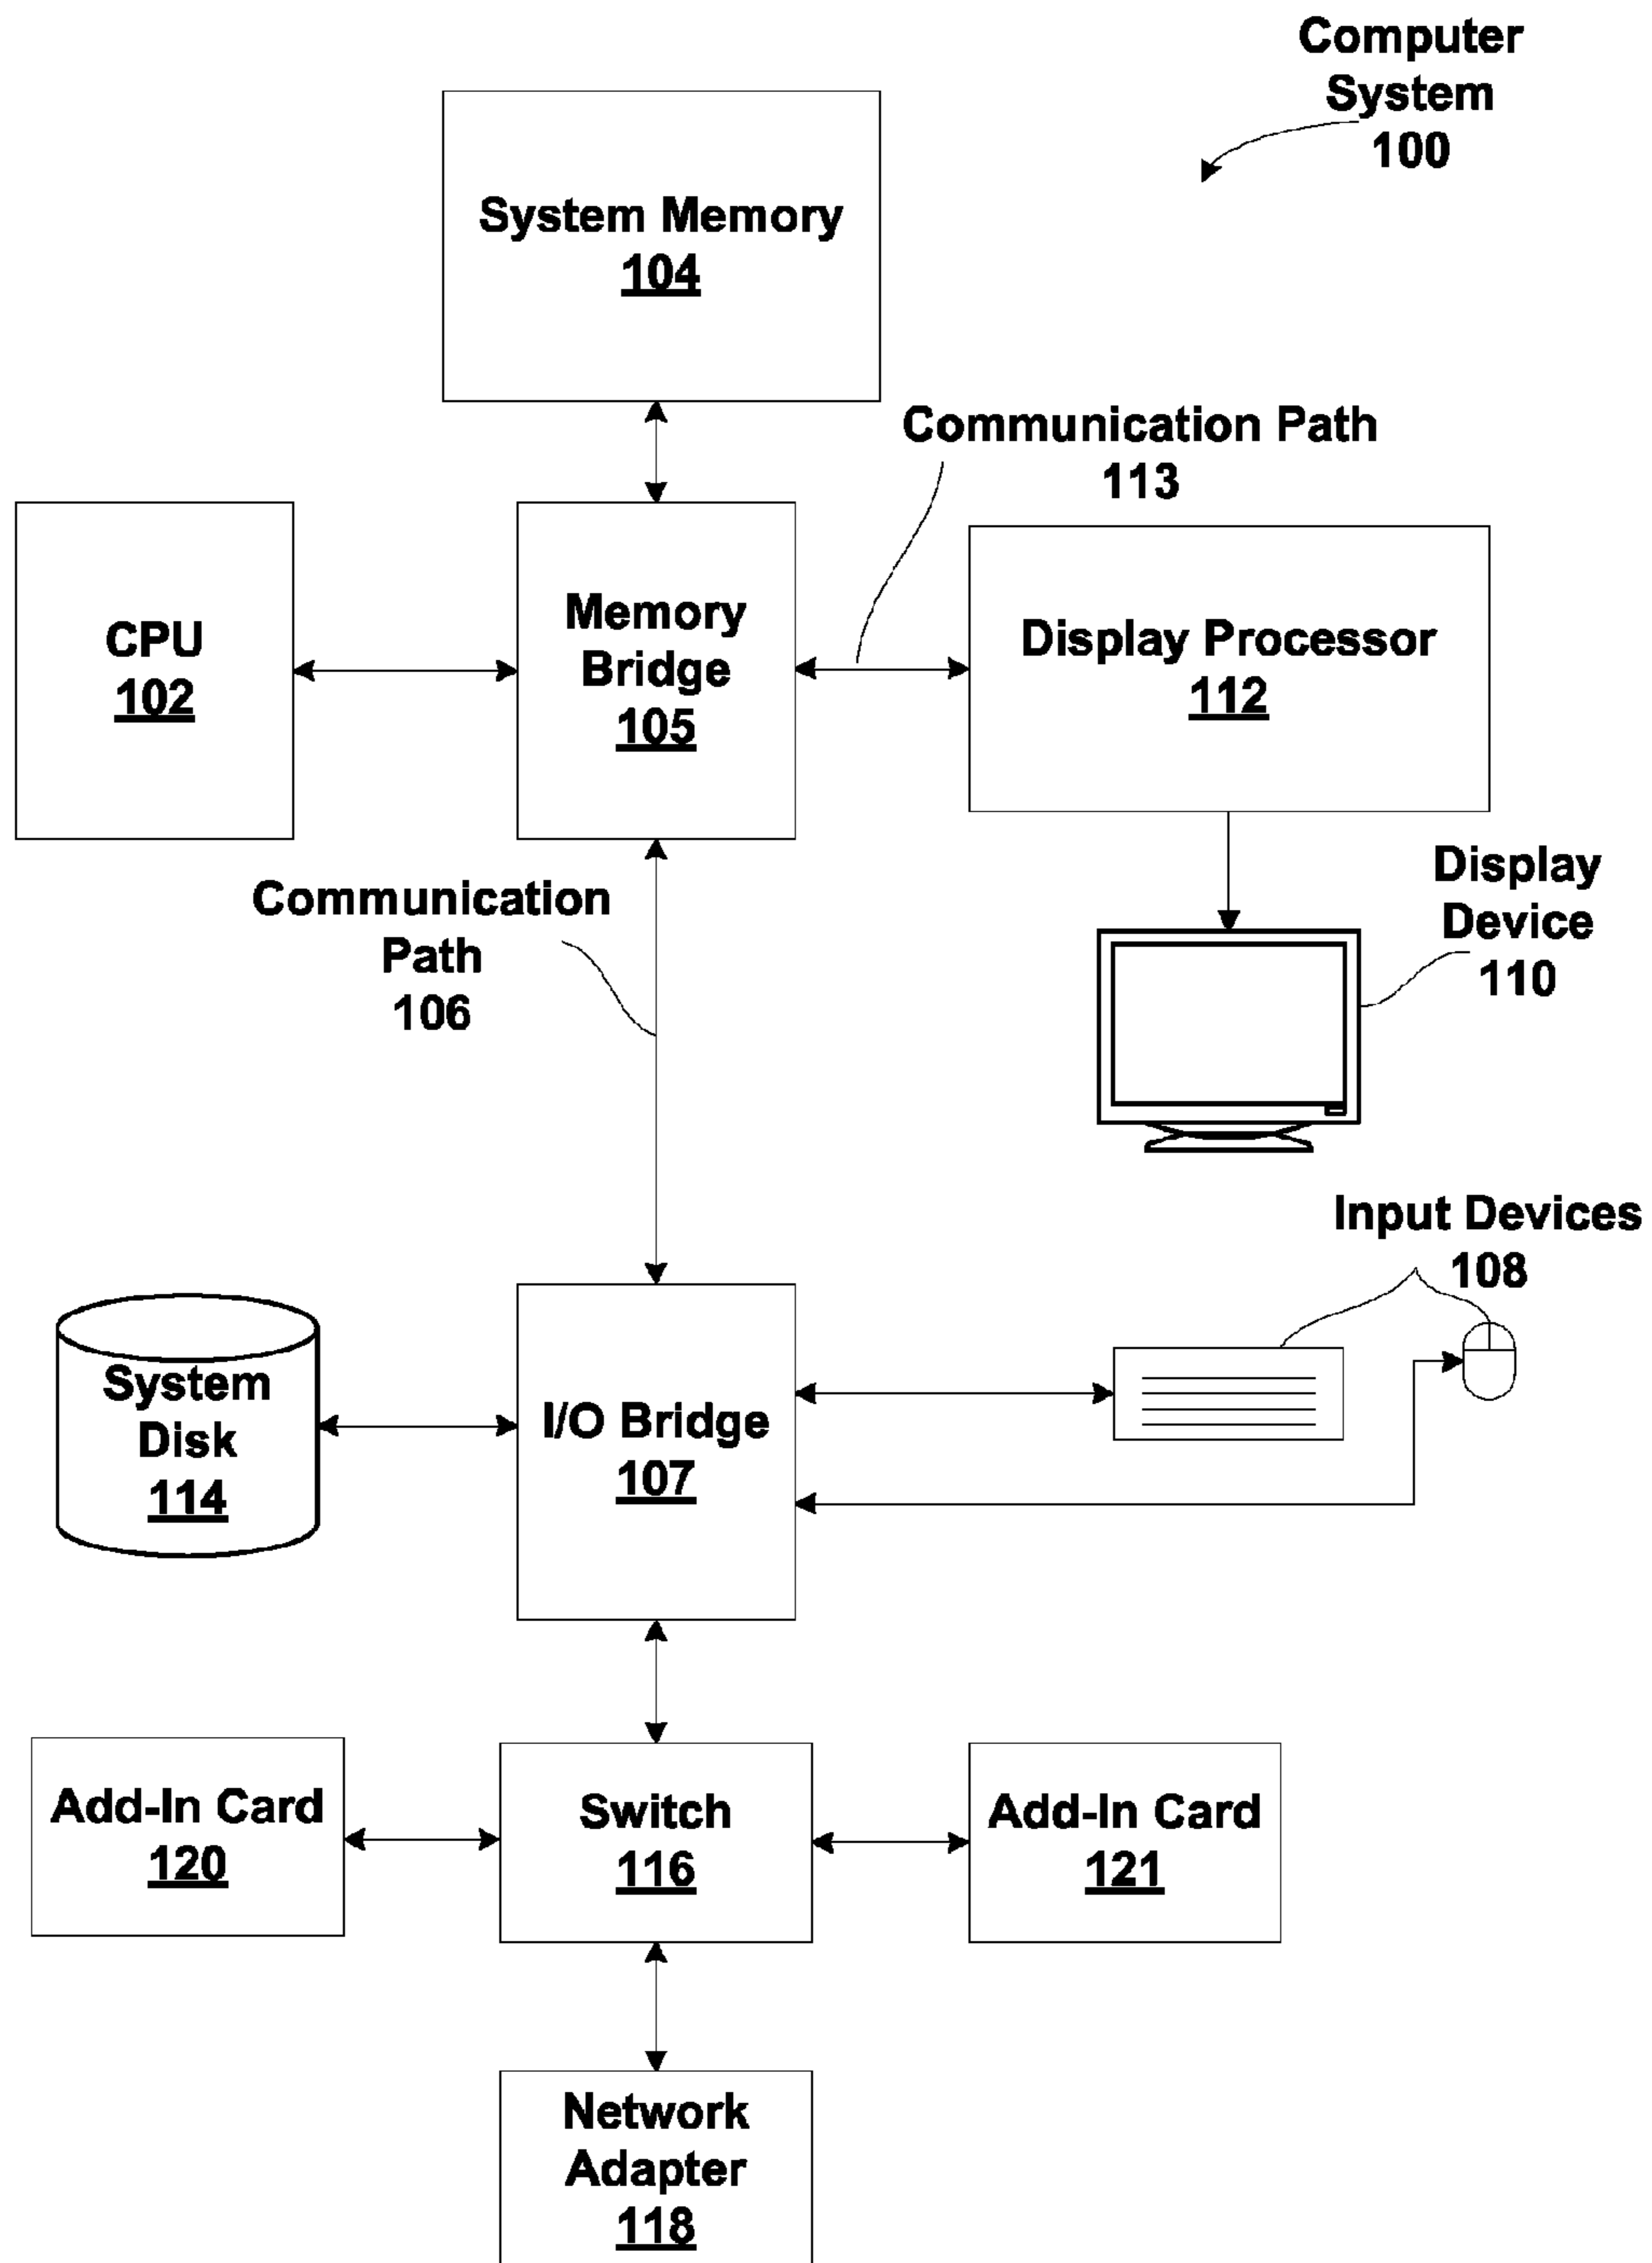 Computer
System
100
System Memory
104
Communication Path
113
CPU
102
Memory
Bridge
105
Display Processor
112
Communication
Path
106
Display
Device
110
Input Devices
108
System
Disk
114
I/O Bridge
107
Add-In Card
120
Switch
116
Add-In Card
121
Network
Adapter
118